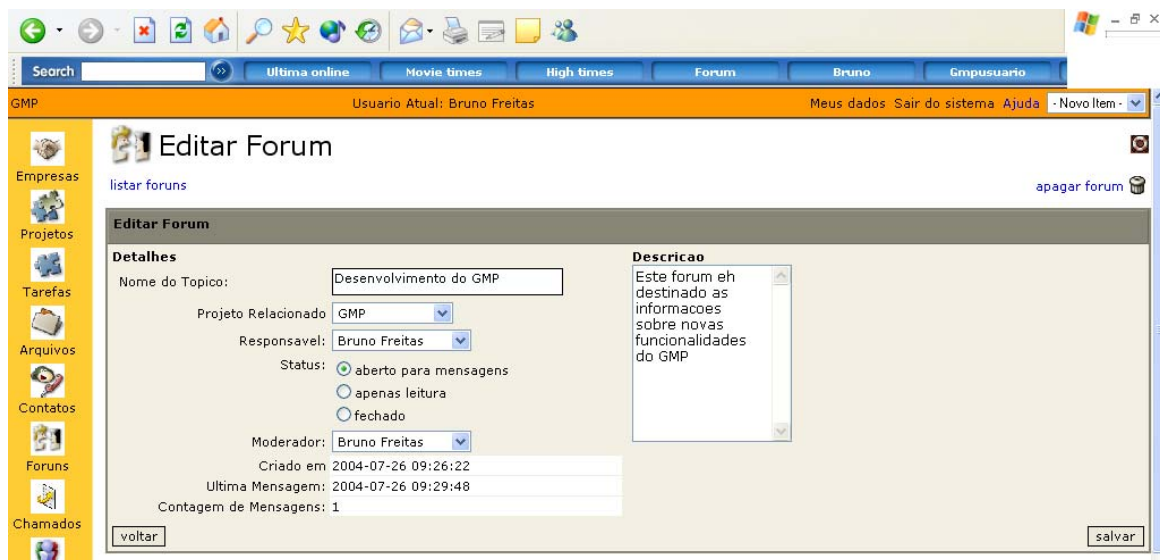 Search Ultima online Movie times High times Forum Bruno Gmpusuario
GMP Usuario Atual: Bruno Freitas Meus dados Sair do sistema Ajuda - Novo Item -
Editar Forum
listar foruns apagar forum
Empresas
Projetos
Tarefas
Arquivos
Contatos
Foruns
Chamados
Editar Forum
Detalhes
Nome do Topico: Desenvolvimento do GMP
Projeto Relacionado GMP
Responsavel: Bruno Freitas
Status: aberto para mensagens
apenas leitura
fechado
Moderador: Bruno Freitas
Criado em 2004-07-26 09:26:22
Ultima Mensagem: 2004-07-26 09:29:48
Contagem de Mensagens: 1
Descricao
Este forum eh
destinado as
informacoes
sobre novas
funcionalidades
do GMP
voltar salvar